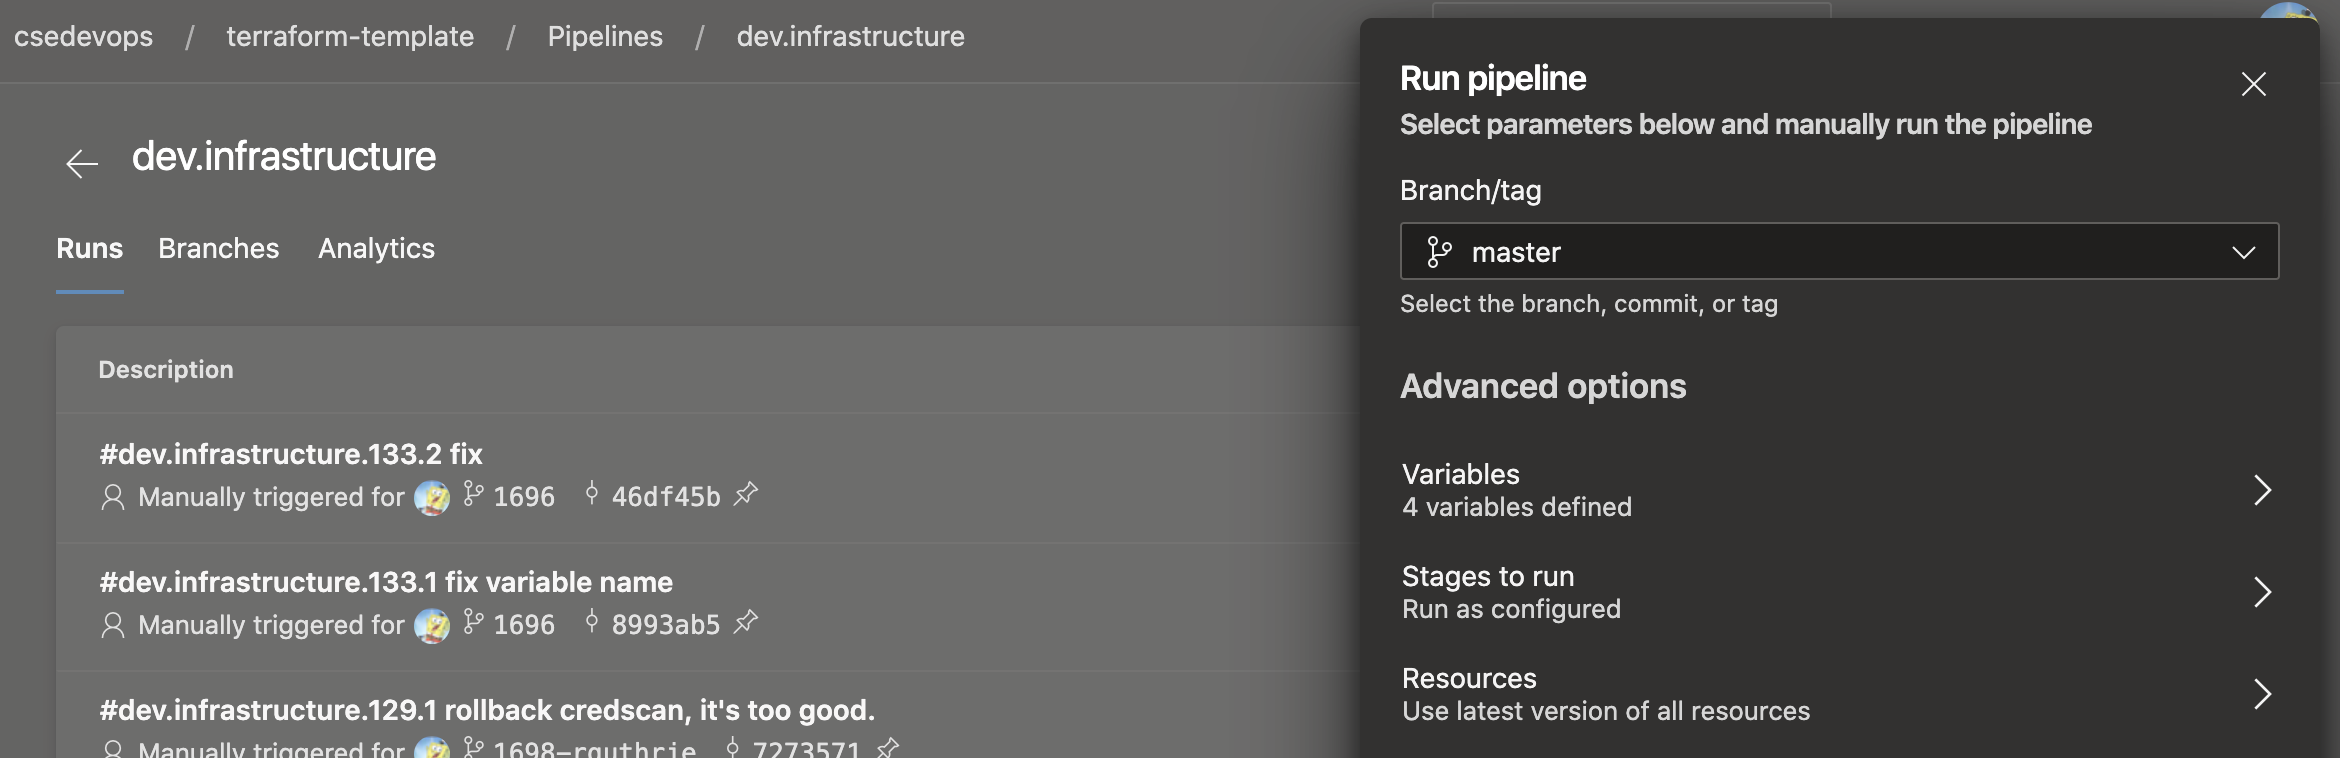 csedevops / terraform-template / Pipelines / dev.infrastructure
dev.infrastructure
Runs Branches Analytics
Description
#dev.infrastructure.133.2 fix
Manually triggered for 1696 46df45b
#dev.infrastructure.133.1 fix variable name
Manually triggered for 1696 8993ab5
#dev.infrastructure.129.1 rollback credscan, it's too good.
Manually triggered for 1698-rguthrie 7273571
Run pipeline
Select parameters below and manually run the pipeline
Branch/tag
master
Select the branch, commit, or tag
Advanced options
Variables
4 variables defined
Stages to run
Run as configured
Resources
Use latest version of all resources